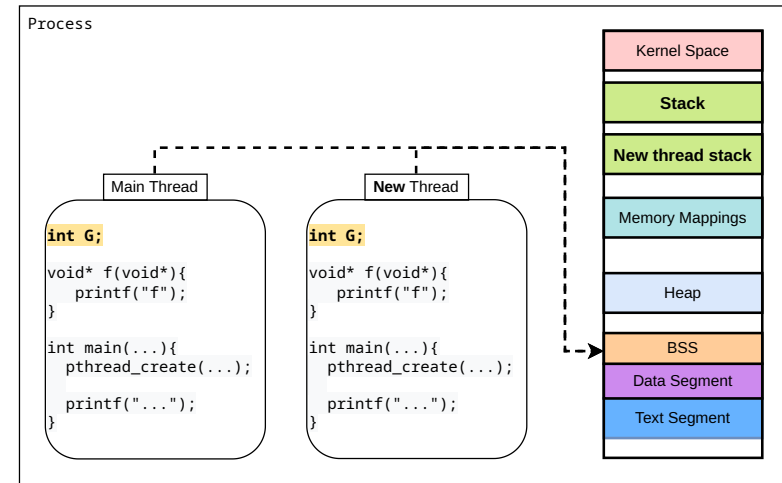 Process
Main Thread
int G;
void* f(void*){
   printf("f");
}
int main(...){
  pthread_create(...);
  printf("...");
}
New Thread
int G;
void* f(void*){
   printf("f");
}
int main(...){
  pthread_create(...);
  printf("...");
}
Kernel Space
Stack
New thread stack
Memory Mappings
Heap
BSS
Data Segment
Text Segment